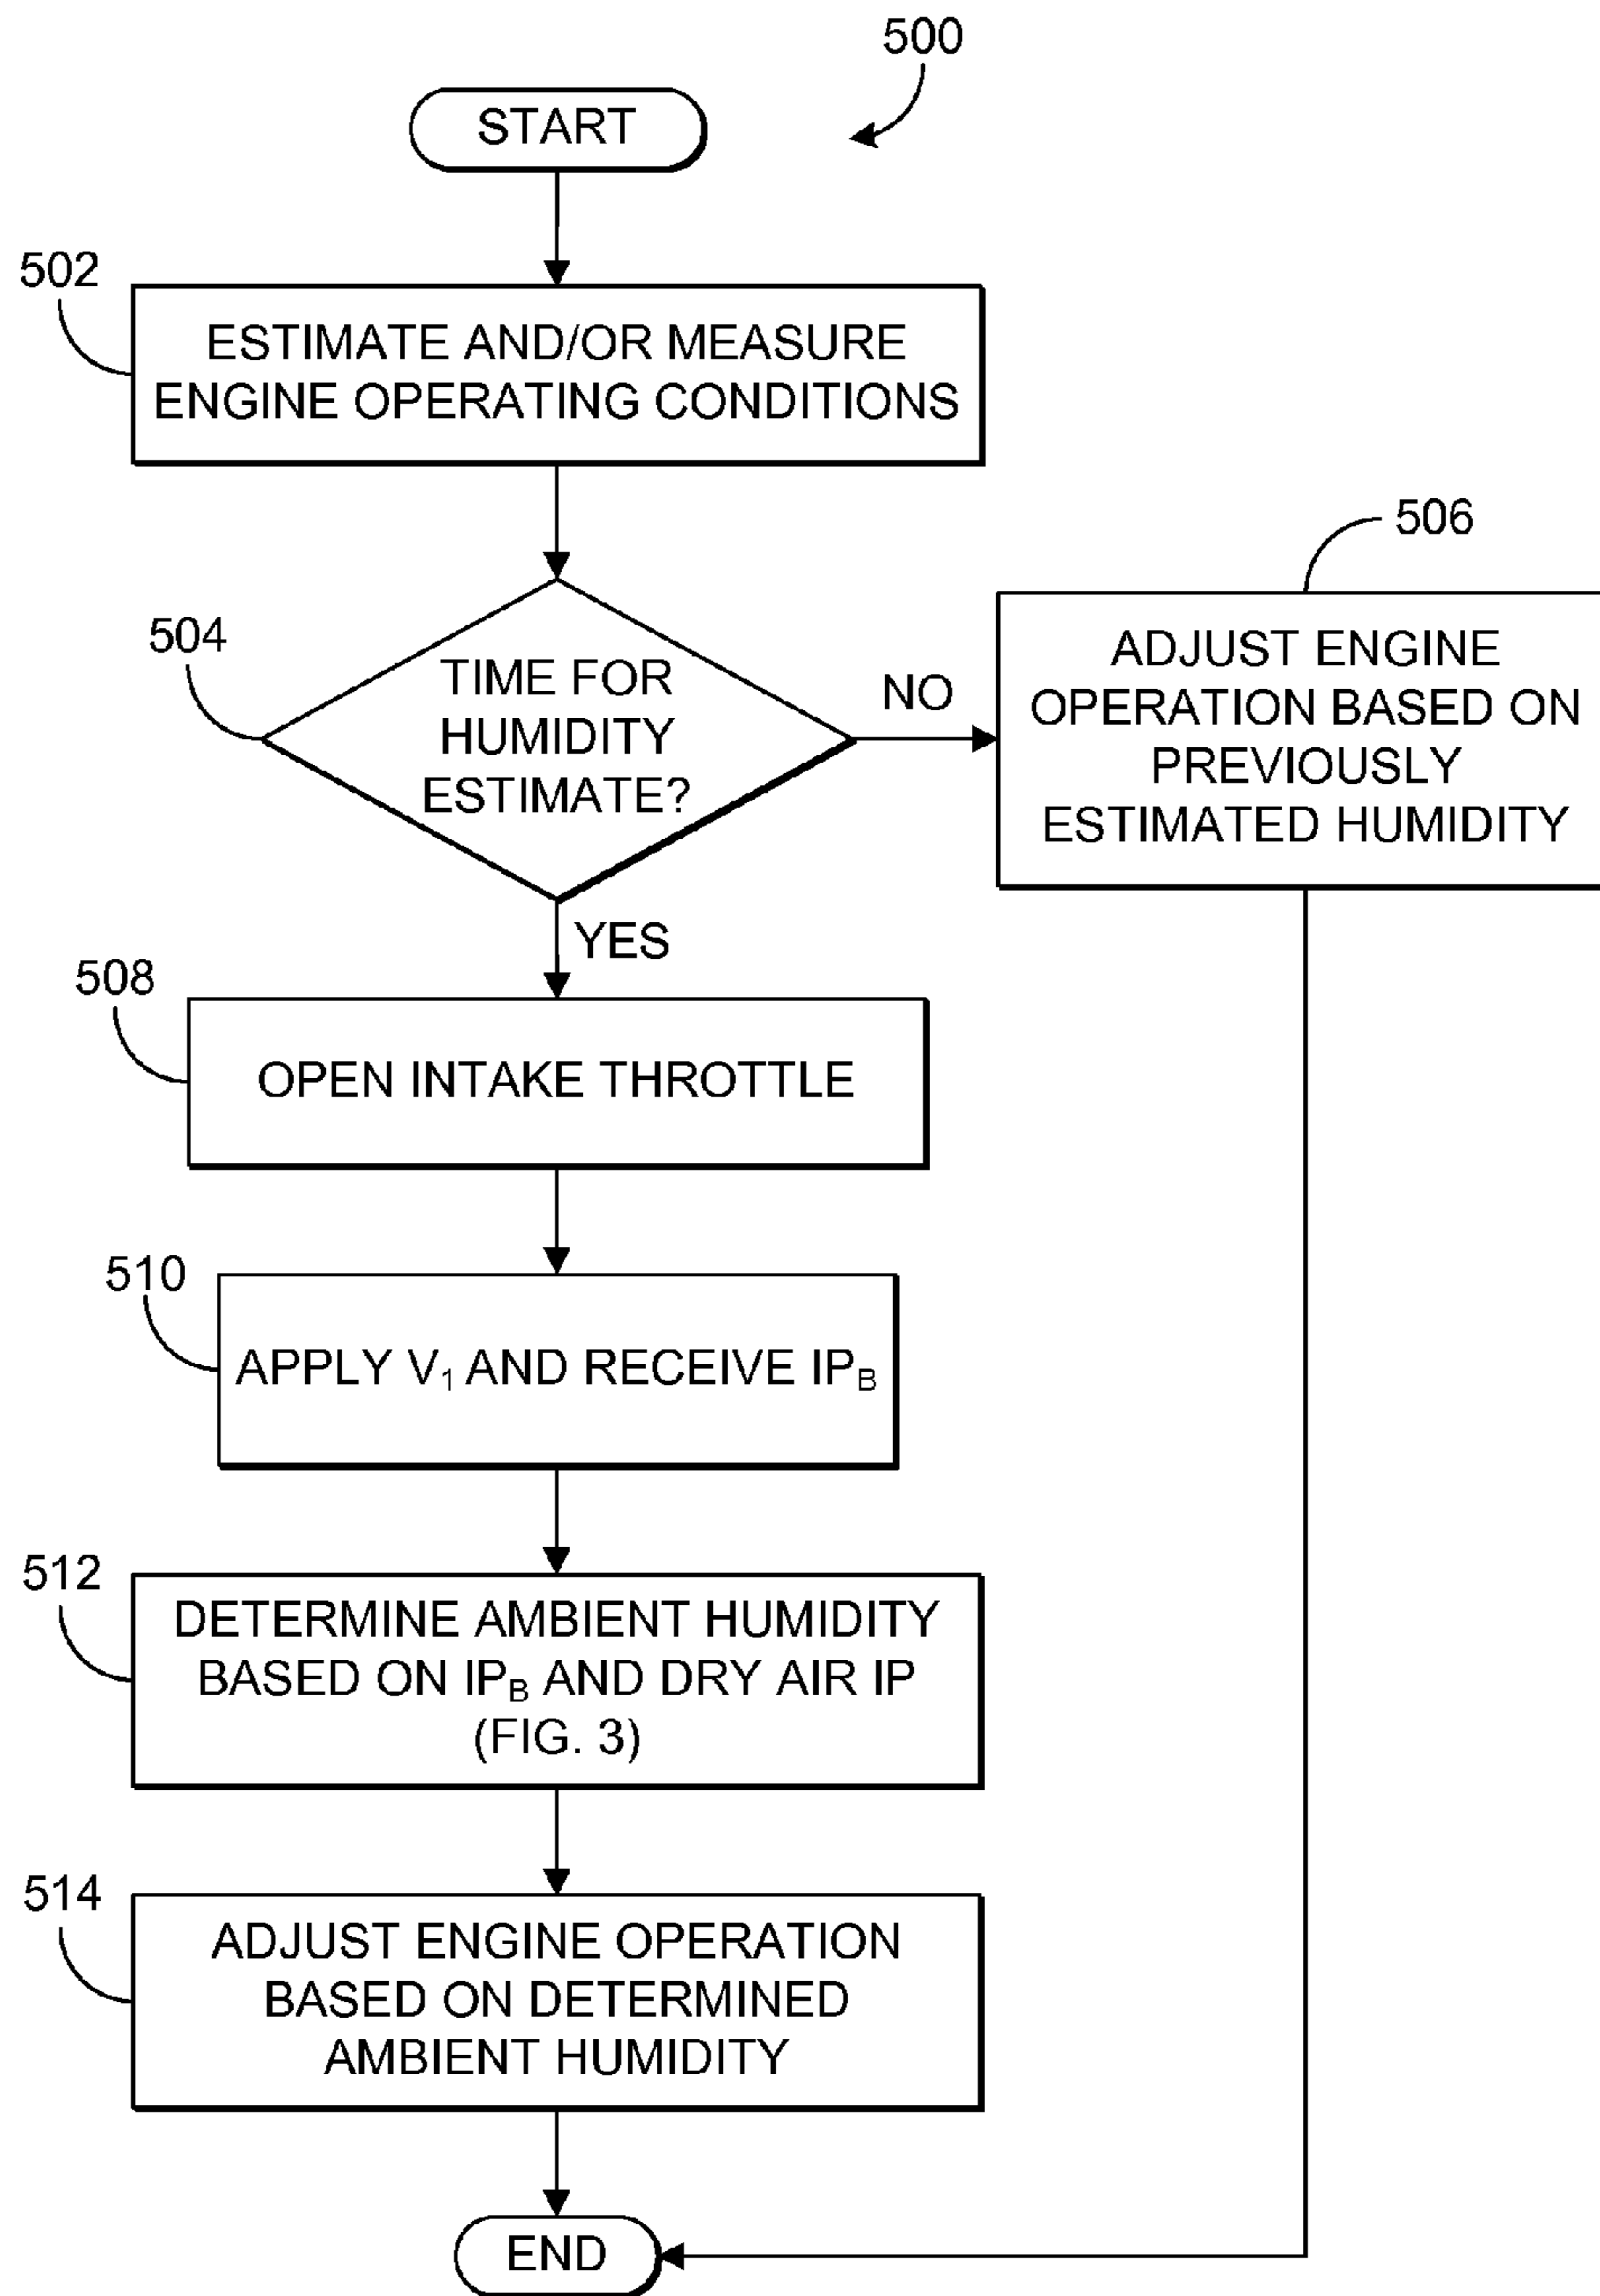 500
START
502
ESTIMATE AND/OR MEASURE
ENGINE OPERATING CONDITIONS
504
TIME FOR
HUMIDITY
ESTIMATE?
NO
506
ADJUST ENGINE
OPERATION BASED ON
PREVIOUSLY
ESTIMATED HUMIDITY
YES
508
OPEN INTAKE THROTTLE
510
APPLY V₁ AND RECEIVE IP_B
512
DETERMINE AMBIENT HUMIDITY
BASED ON IP_B AND DRY AIR IP
(FIG. 3)
514
ADJUST ENGINE OPERATION
BASED ON DETERMINED
AMBIENT HUMIDITY
END